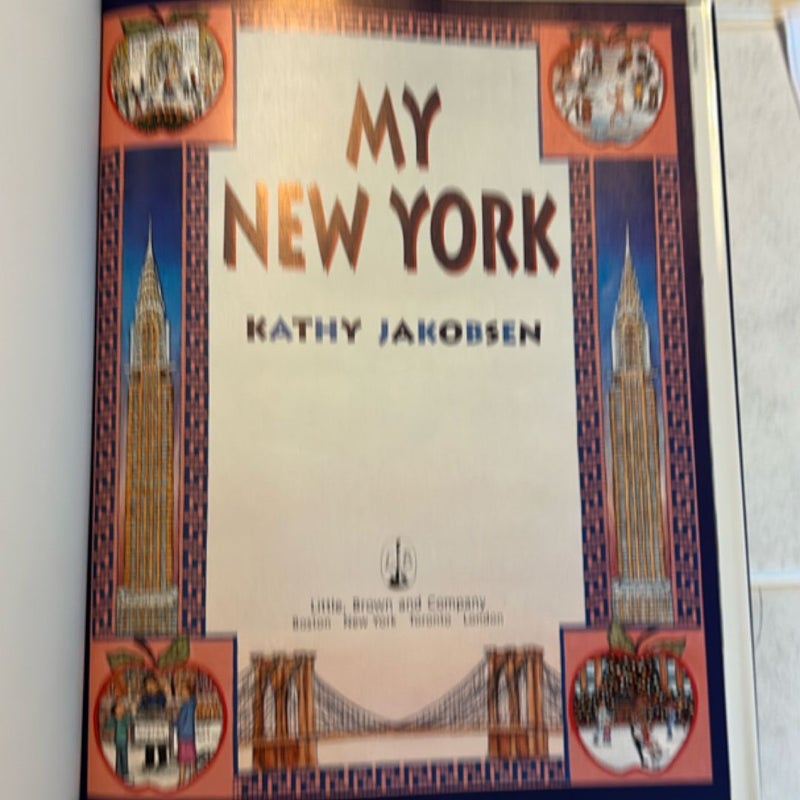 MY
NEW YORK
KATHY JAKOBSEN
Little, Brown and Company
Boston New York Toronto London